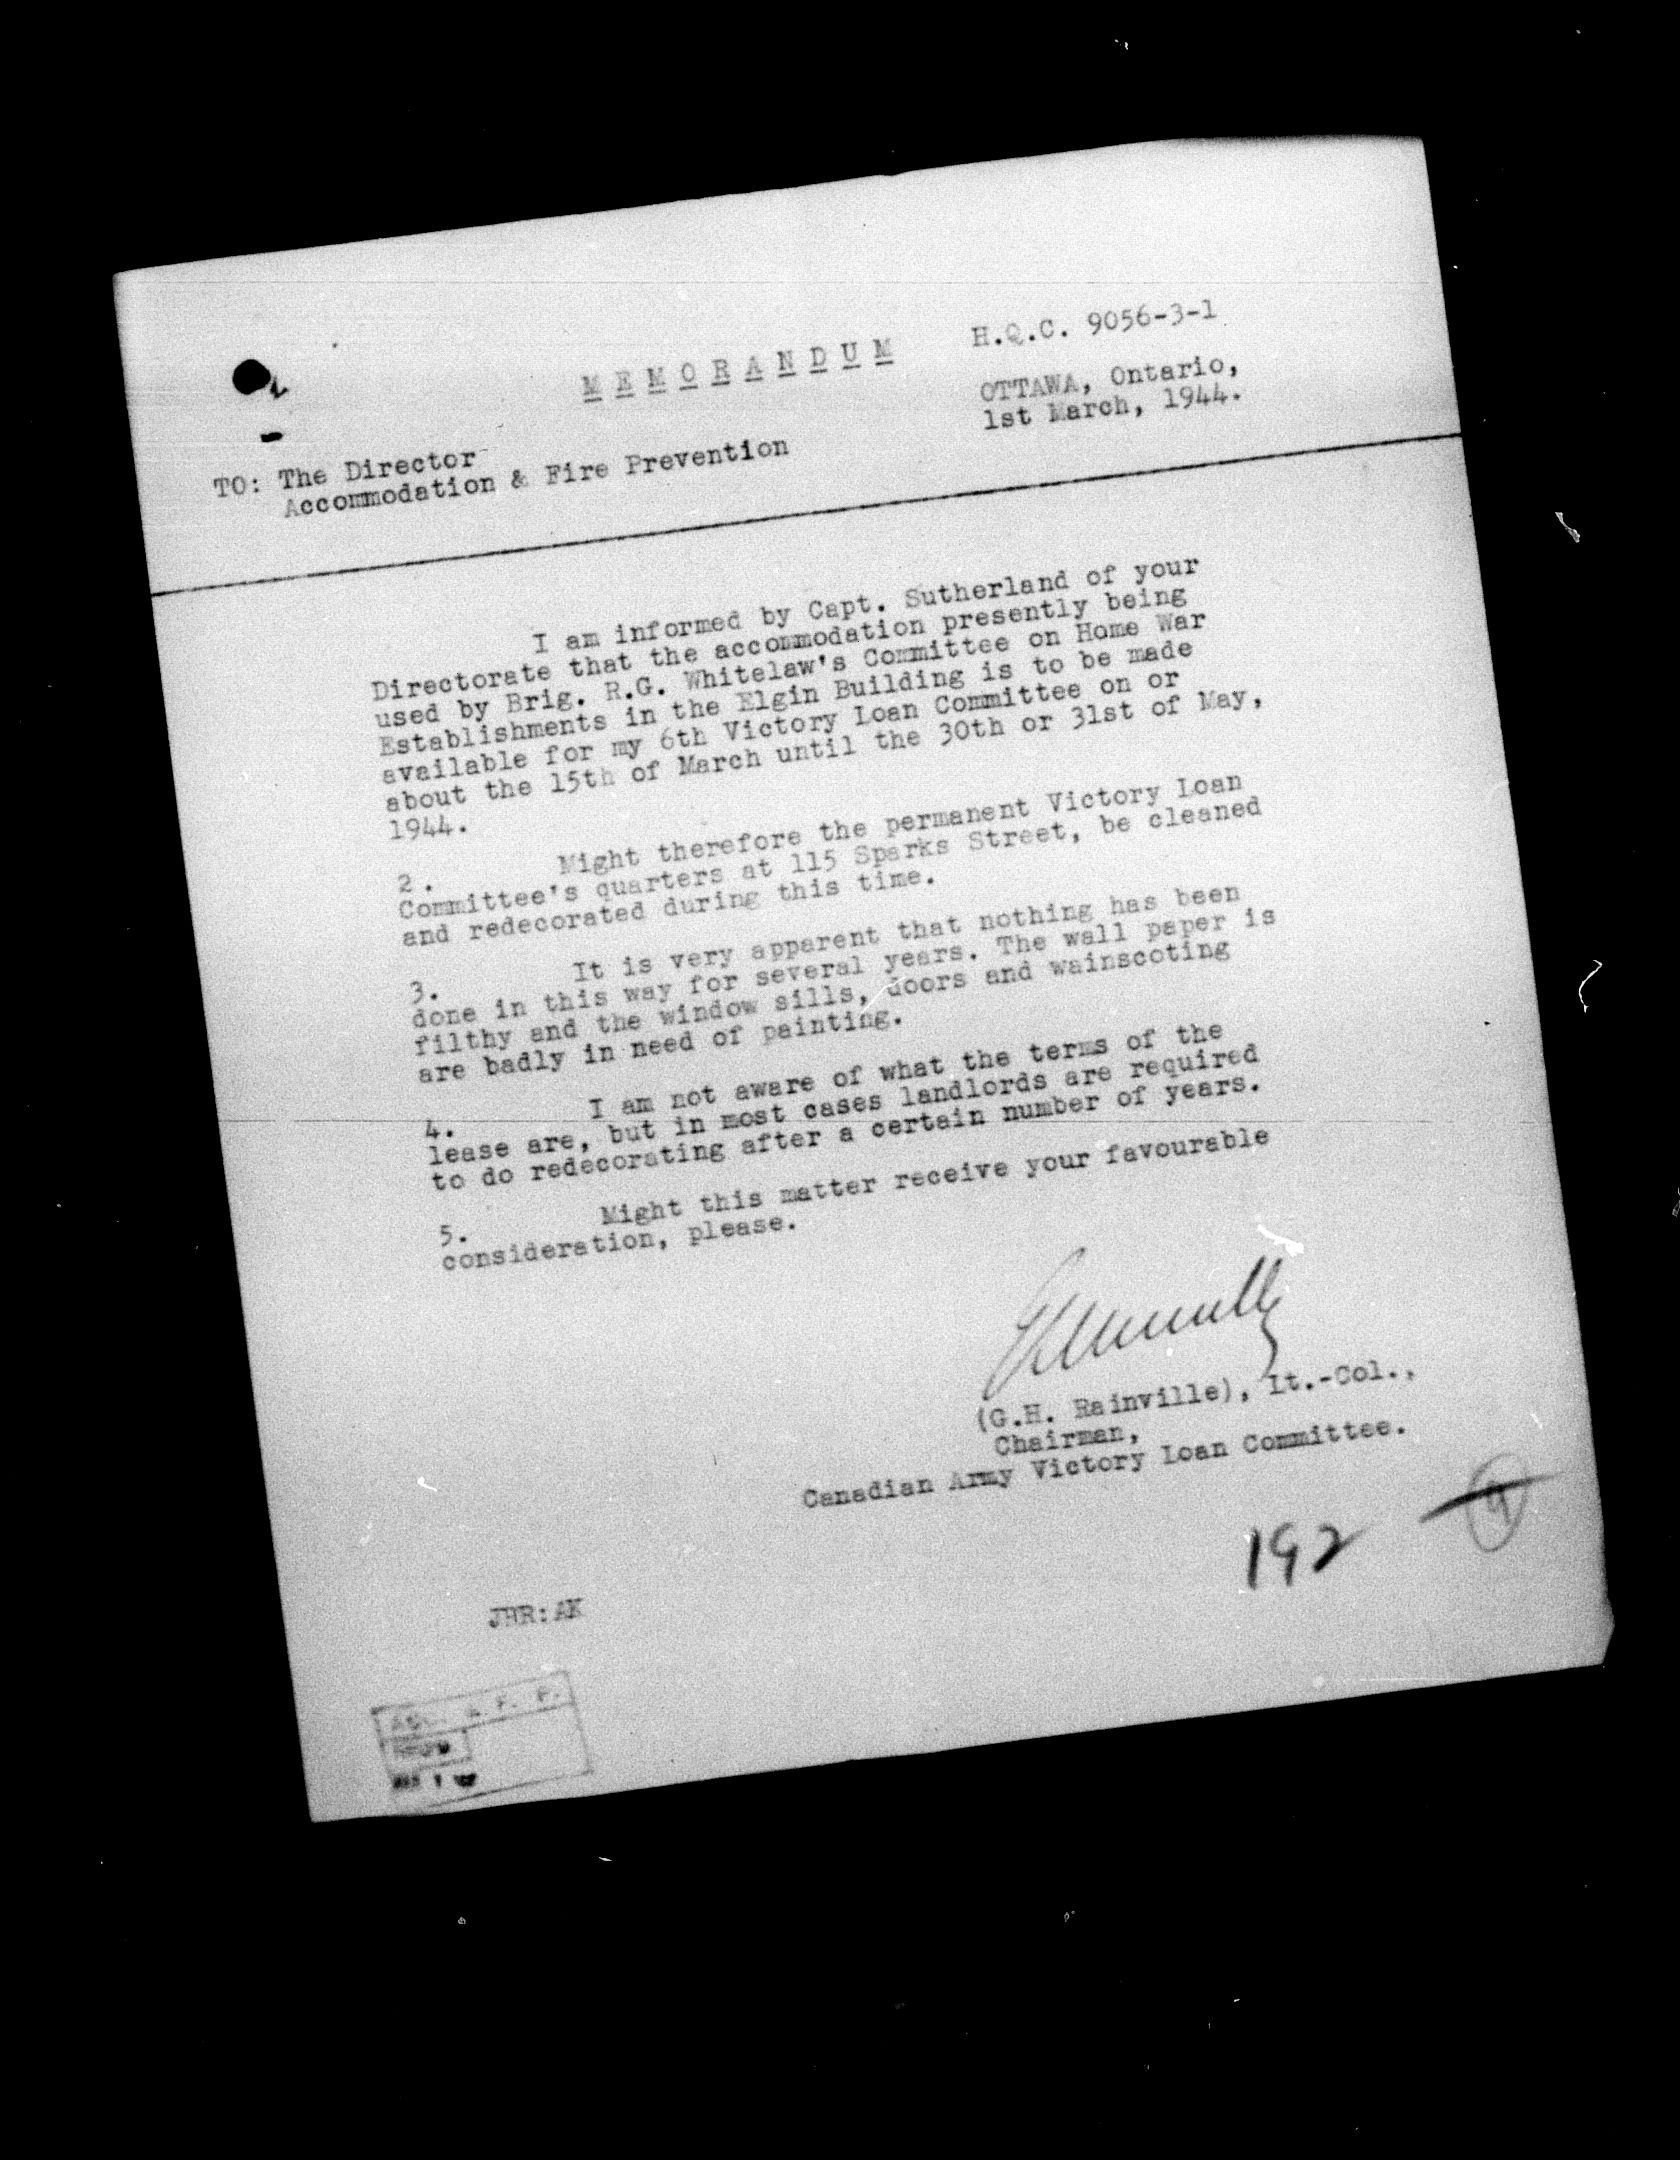 H.Q.C. 9056-3-1
MEMORANDUM
OTTAWA, Ontario,
1st March, 1944.
TO: The Director
Accommodation & Fire Prevention
I am informed by Capt. Sutherland of your
Directorate that the accommodation presently being
used by Brig. R.G. Whitelaw's Committee on Home War
Establishments in the Elgin Building is to be made
available for my 6th Victory Loan Committee on or
about the 15th of March until the 30th or 31st of May,
1944.
2. Might therefore the permanent Victory Loan
Committee's quarters at 115 Sparks Street, be cleaned
and redecorated during this time.
3. It is very apparent that nothing has been
done in this way for several years. The wall paper is
filthy and the window sills, doors and wainscoting
are badly in need of painting.
4. I am not aware of what the terms of the
lease are, but in most cases landlords are required
to do redecorating after a certain number of years.
5. Might this matter receive your favourable
consideration, please.
(G.H. Rainville), Lt.-Col.,
Chairman,
Canadian Army Victory Loan Committee.
192
JHR:AK